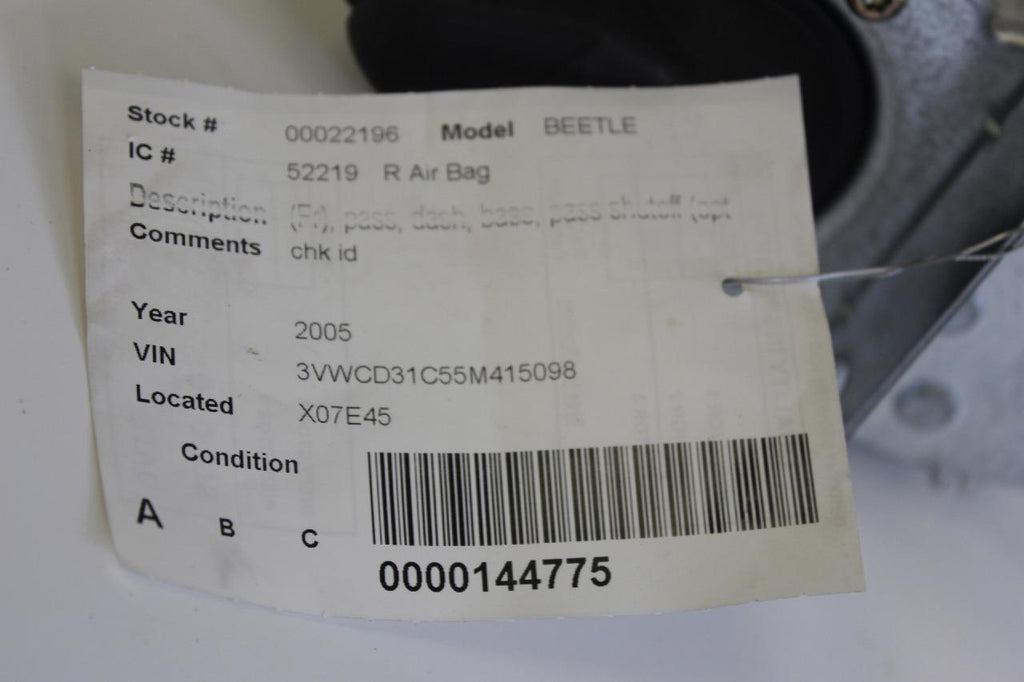 Stock # 00022196 Model BEETLE
IC # 52219 R Air Bag
Description (Fr), pass, dash, base, pass shutoff (opt
Comments chk id
Year 2005
VIN 3VWCD31C55M415098
Located X07E45
Condition
A B C
0000144775